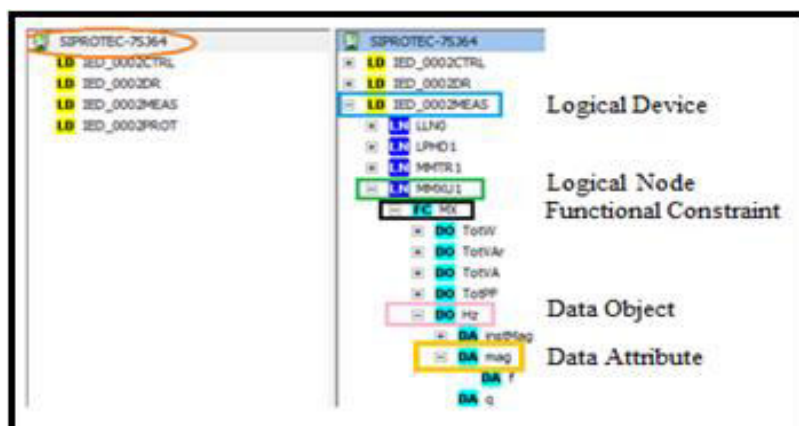 SIPROTEC-7SJ64
LD IED_0002CTRL
LD IED_0002DR
LD IED_0002MEAS
LD IED_0002PROT
SIPROTEC-7SJ64
LD IED_0002CTRL
LD IED_0002DR
LD IED_0002MEAS
Logical Device
LN LLN0
LN LPHD1
LN MMTR1
LN MMXU1
Logical Node
FC MX
Functional Constraint
DO TotW
DO TotVAr
DO TotVA
DO TotPF
DO Hz
Data Object
DA instMag
DA mag
Data Attribute
DA f
DA q